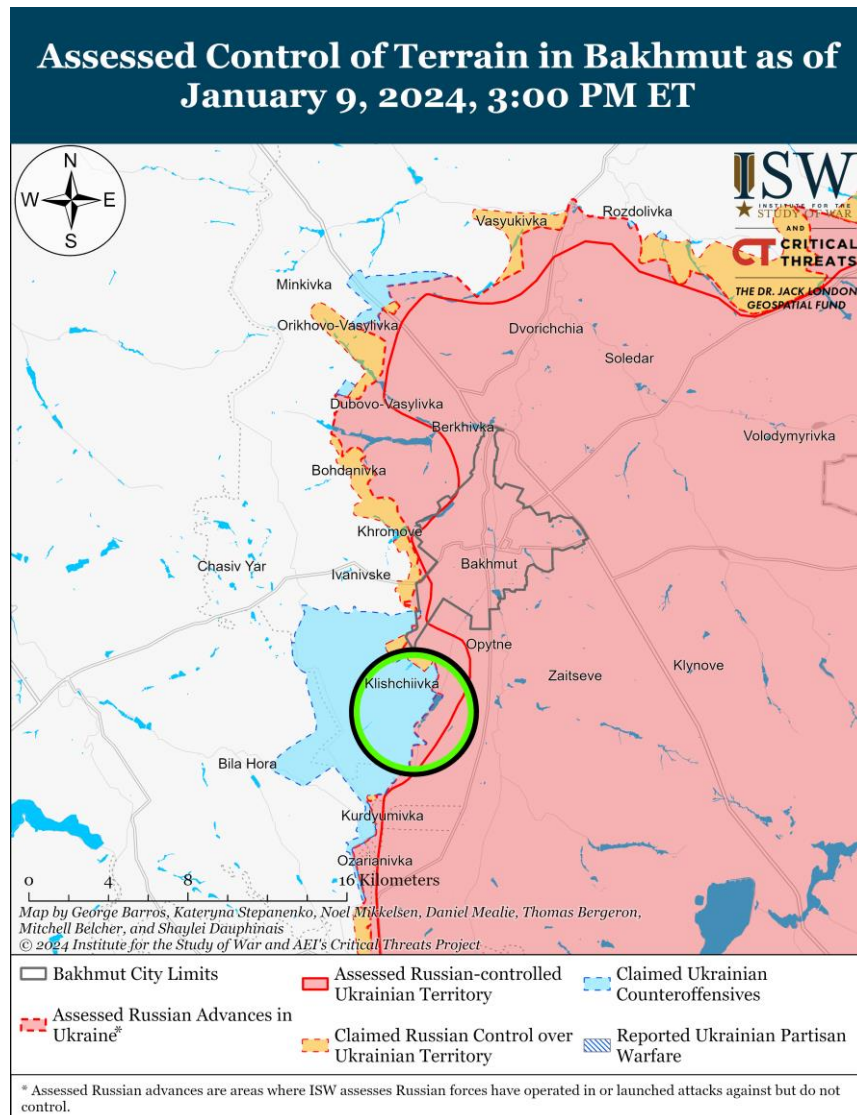 Assessed Control of Terrain in Bakhmut as of
January 9, 2024, 3:00 PM ET
N
W
E
S
ISW
INSTITUTE FOR THE
STUDY OF WAR
AND
CT CRITICAL
THREATS
THE DR. JACK LONDON
GEOSPATIAL FUND
Vasyukivka
Rozdolivka
Minkivka
Orikhovo-Vasylivka
Dvorichchia
Soledar
Dubovo-Vasylivka
Berkhivka
Volodymyrivka
Bohdanivka
Khromove
Chasiv Yar
Ivanivske
Bakhmut
Opytne
Klishchiivka
Zaitseve
Klynove
Bila Hora
Kurdyumivka
Ozarianivka
0 4 8 16 Kilometers
Map by George Barros, Kateryna Stepanenko, Noel Mikkelsen, Daniel Mealie, Thomas Bergeron,
Mitchell Belcher, and Shaylei Dauphinais
© 2024 Institute for the Study of War and AEI's Critical Threats Project
Bakhmut City Limits
Assessed Russian Advances in
Ukraine*
Assessed Russian-controlled
Ukrainian Territory
Claimed Russian Control over
Ukrainian Territory
Claimed Ukrainian
Counteroffensives
Reported Ukrainian Partisan
Warfare
* Assessed Russian advances are areas where ISW assesses Russian forces have operated in or launched attacks against but do not
control.